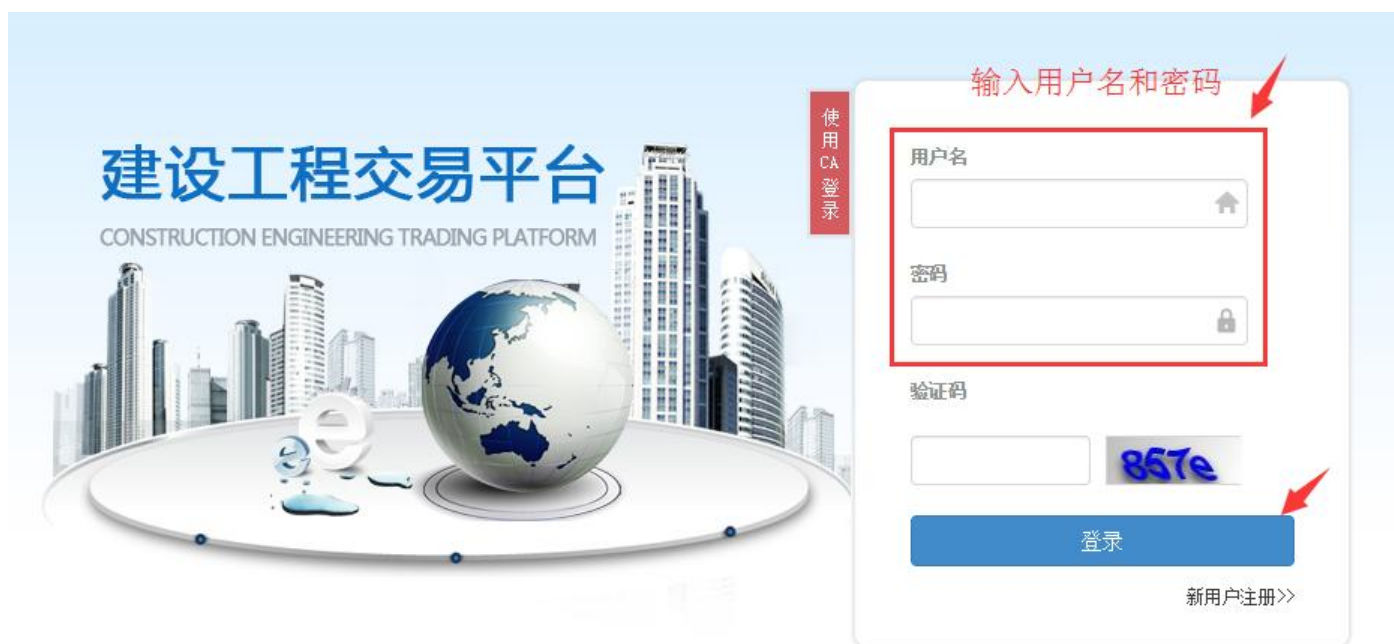 建设工程交易平台
CONSTRUCTION ENGINEERING TRADING PLATFORM
使用CA登录
输入用户名和密码
用户名
密码
验证码
857e
登录
新用户注册>>